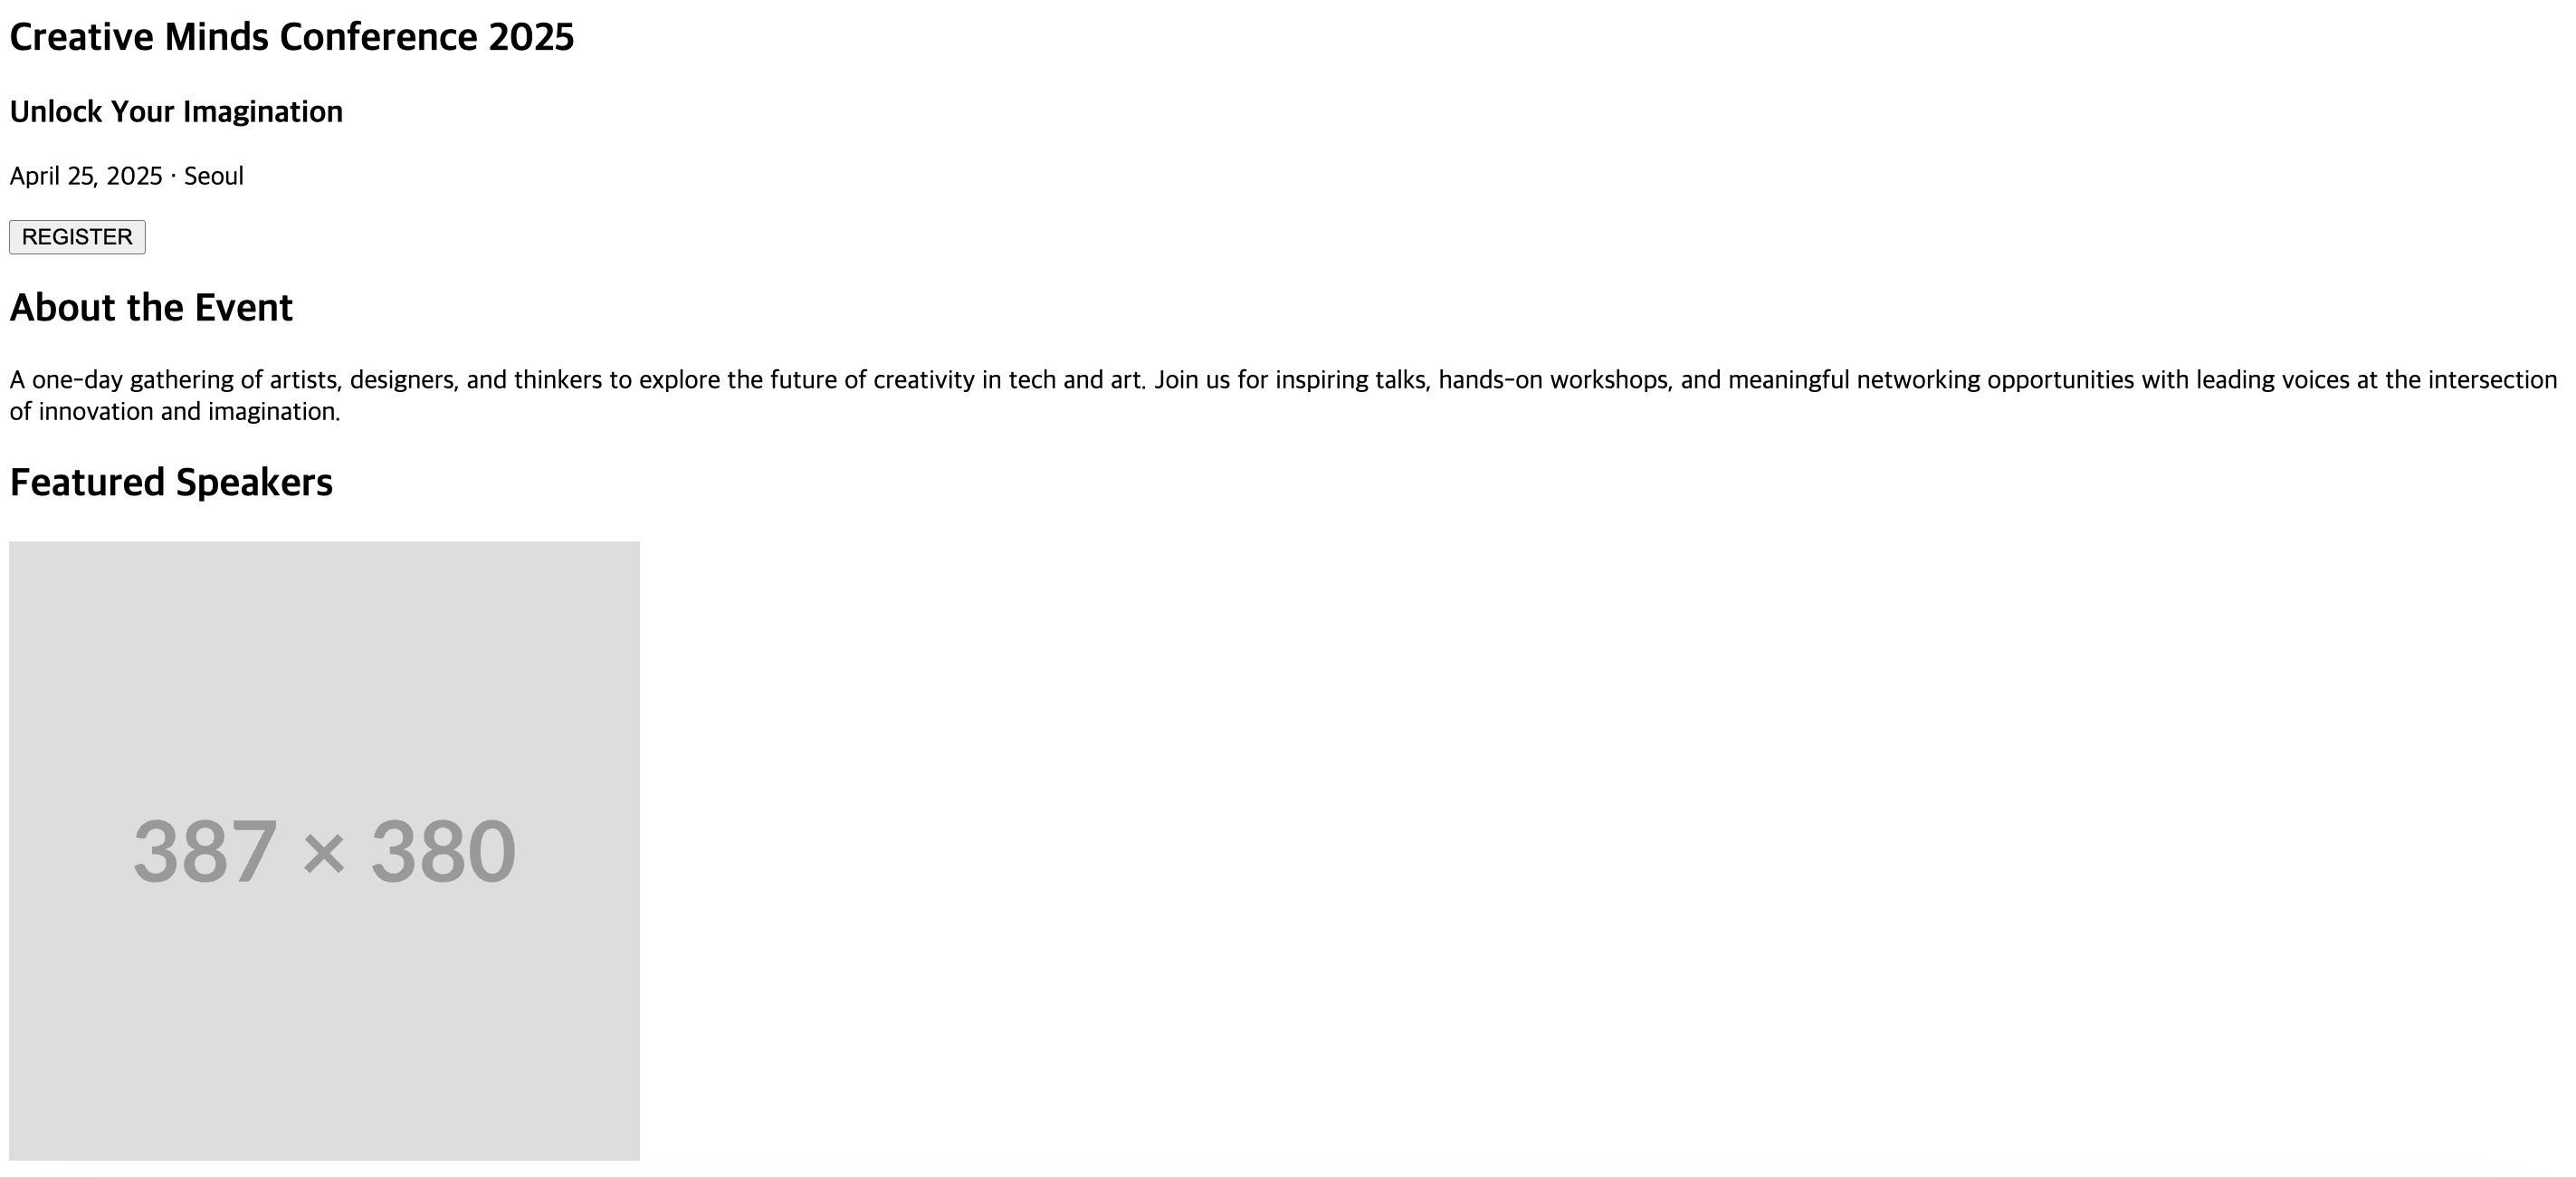 Creative Minds Conference 2025
Unlock Your Imagination
April 25, 2025 · Seoul
REGISTER
About the Event
A one-day gathering of artists, designers, and thinkers to explore the future of creativity in tech and art. Join us for inspiring talks, hands-on workshops, and meaningful networking opportunities with leading voices at the intersection
of innovation and imagination.
Featured Speakers
387 × 380